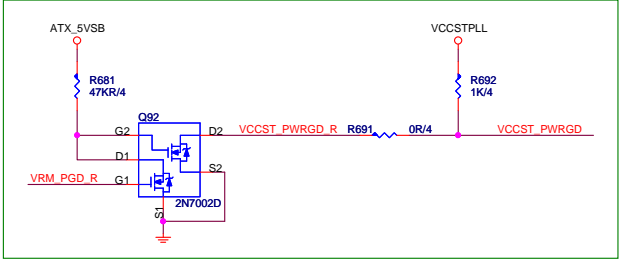 ATX_5VSB
VCCSTPLL
R681
47KR/4
R692
1K/4
Q92
G2
D2
VCCST_PWRGD_R
R691
0R/4
VCCST_PWRGD
D1
S2
VRM_PGD_R
G1
2N7002D
S1